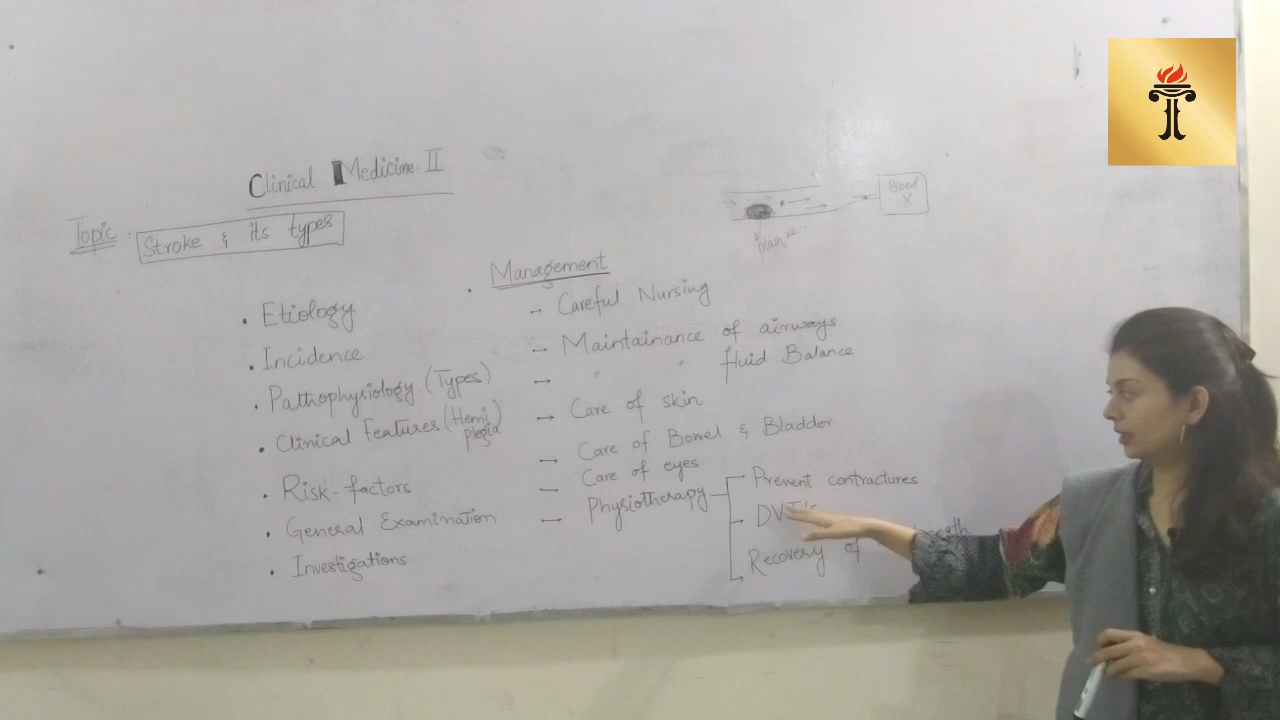 Clinical Medicine-II
Topic.
Stroke & its types
Blood
X
• Etiology
• Incidence
• Pathophysiology (Types)
• Clinical Features (Hemi
plegia)
• Risk-factors
• General Examination
• Investigations
• Management
→ Careful Nursing
→ Maintainance of airways
→ " " fluid Balance
→ Care of skin
→ Care of Bowel & Bladder.
— Care of eyes
→ Physiotherapy
Prevent contractures
DVT's
Recovery of